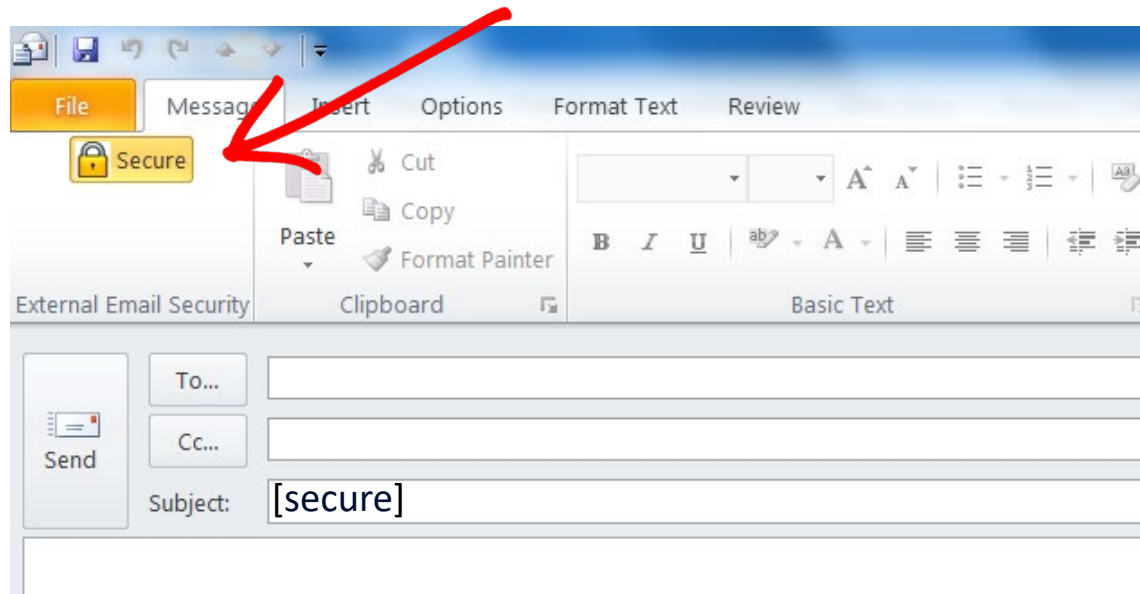 File Message Insert Options Format Text Review
Secure
Cut
Copy
Paste
Format Painter
A A
B I U ab A
External Email Security Clipboard Basic Text
To...
Cc...
Send
Subject: [secure]